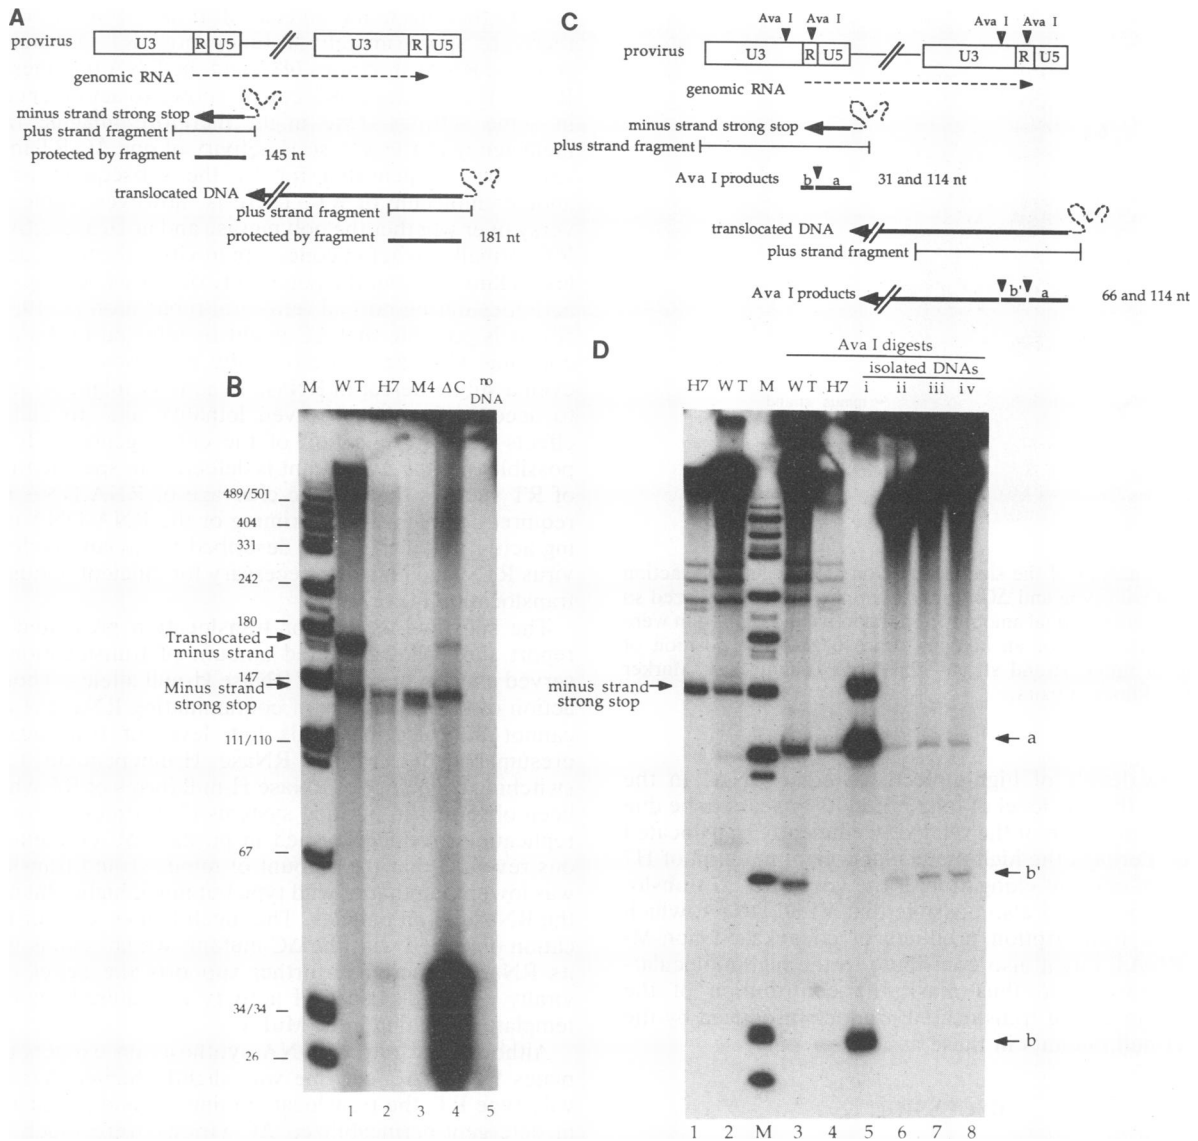 A
provirus
U3 R U5 U3 R U5
genomic RNA
minus strand strong stop
plus strand fragment
protected by fragment 145 nt
translocated DNA
plus strand fragment
protected by fragment 181 nt
B
M WT H7 M4 ΔC no DNA
489/501
404
331
242
180
Translocated
minus strand
147
Minus strand
strong stop
111/110
67
34/34
26
1 2 3 4 5
C
Ava I Ava I Ava I Ava I
provirus
U3 R U5 U3 R U5
genomic RNA
minus strand strong stop
plus strand fragment
Ava I products b a 31 and 114 nt
translocated DNA
plus strand fragment
Ava I products b' a 66 and 114 nt
D
Ava I digests
isolated DNAs
H7 WT M WT H7 i ii iii iv
minus strand
strong stop
a
b'
b
1 2 M 3 4 5 6 7 8